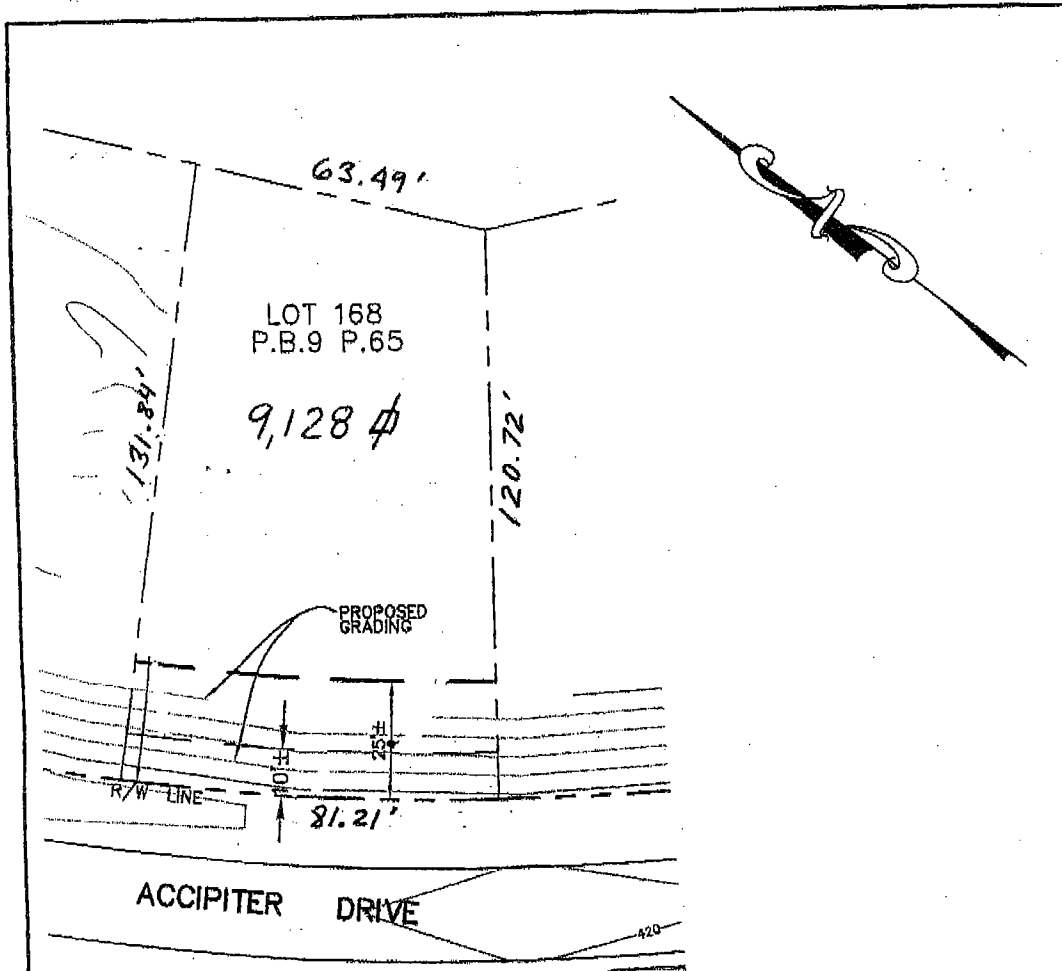 63.49'
LOT 168
P.B.9 P.65
9,128
131.84'
120.72'
PROPOSED
GRADING
25'±
10'±
R/W LINE
81.21'
ACCIPITER DRIVE
420